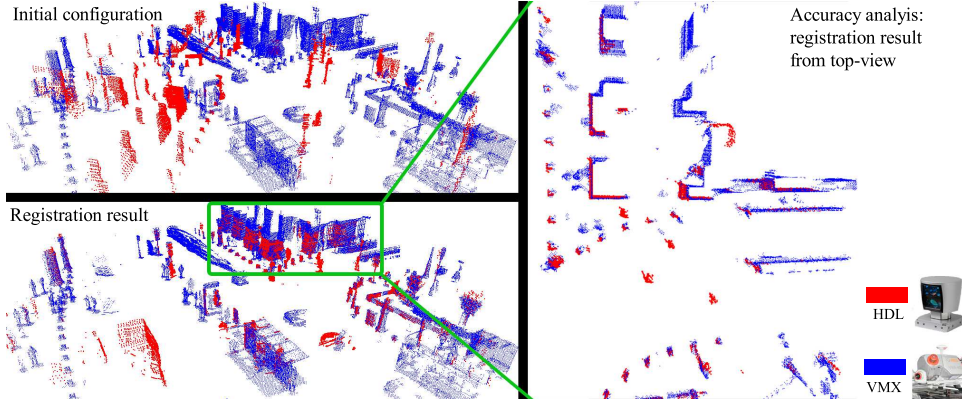 Initial configuration
Registration result
Accuracy analyis:
registration result
from top-view
HDL
VMX